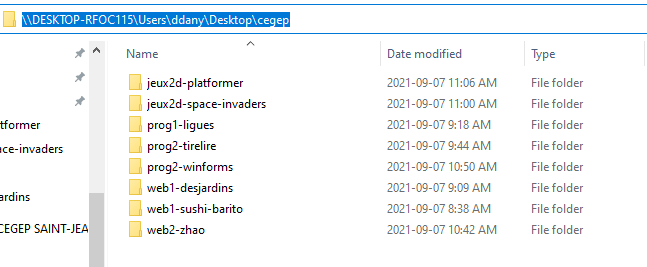 \\DESKTOP-RFOC115\Users\ddany\Desktop\cegep
Name Date modified Type
jeux2d-platformer 2021-09-07 11:06 AM File folder
jeux2d-space-invaders 2021-09-07 11:00 AM File folder
tformer prog1-ligues 2021-09-07 9:18 AM File folder
ce-invaders prog2-tirelire 2021-09-07 9:44 AM File folder
prog2-winforms 2021-09-07 10:50 AM File folder
jardins web1-desjardins 2021-09-07 9:09 AM File folder
web1-sushi-barito 2021-09-07 8:38 AM File folder
CEGEP SAINT-JEA web2-zhao 2021-09-07 10:42 AM File folder